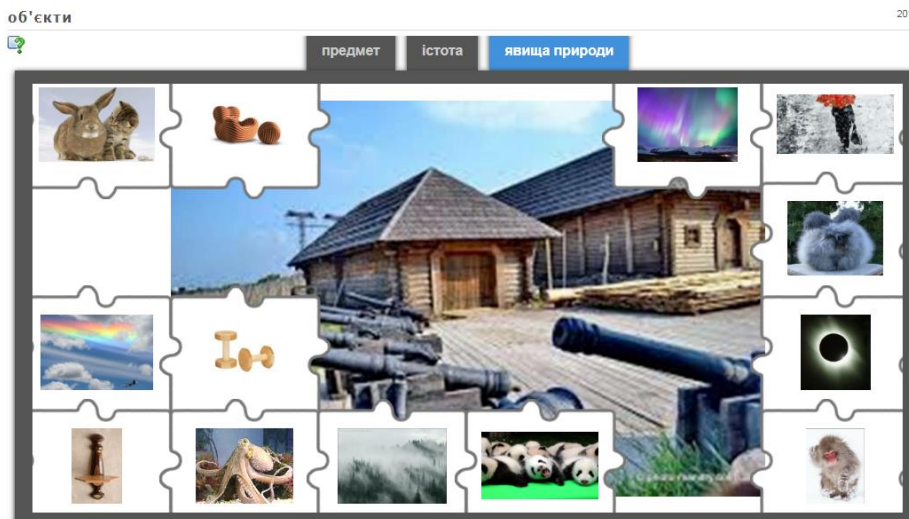 об'єкти
20
предмет
істота
явища природи